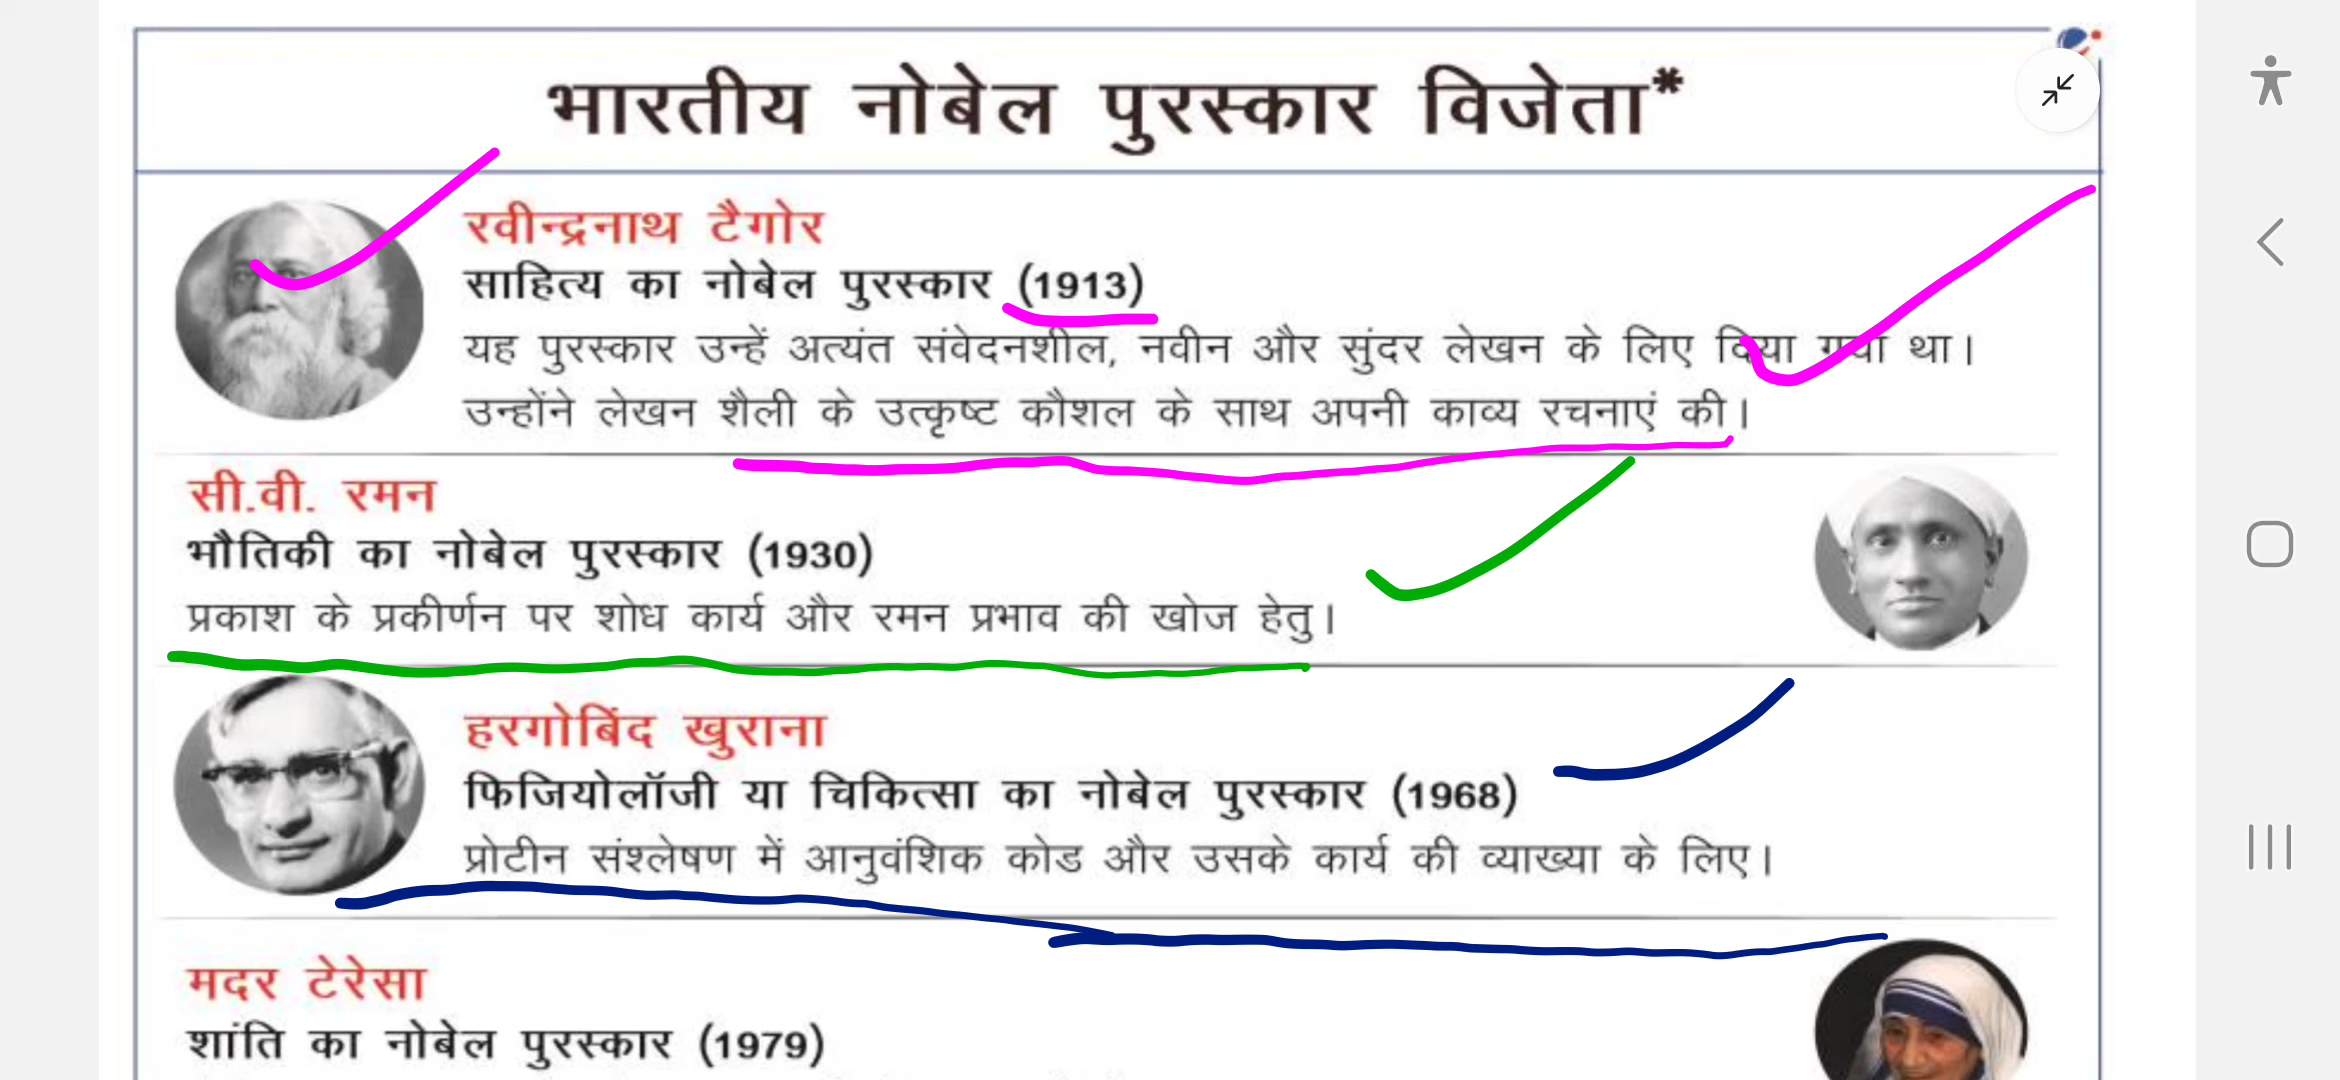 भारतीय नोबेल पुरस्कार विजेता*
रवीन्द्रनाथ टैगोर
साहित्य का नोबेल पुरस्कार (1913)
यह पुरस्कार उन्हें अत्यंत संवेदनशील, नवीन और सुंदर लेखन के लिए दिया गया था।
उन्होंने लेखन शैली के उत्कृष्ट कौशल के साथ अपनी काव्य रचनाएं की।
सी.वी. रमन
भौतिकी का नोबेल पुरस्कार (1930)
प्रकाश के प्रकीर्णन पर शोध कार्य और रमन प्रभाव की खोज हेतु।
हरगोबिंद खुराना
फिजियोलॉजी या चिकित्सा का नोबेल पुरस्कार (1968)
प्रोटीन संश्लेषण में आनुवंशिक कोड और उसके कार्य की व्याख्या के लिए।
मदर टेरेसा
शांति का नोबेल पुरस्कार (1979)